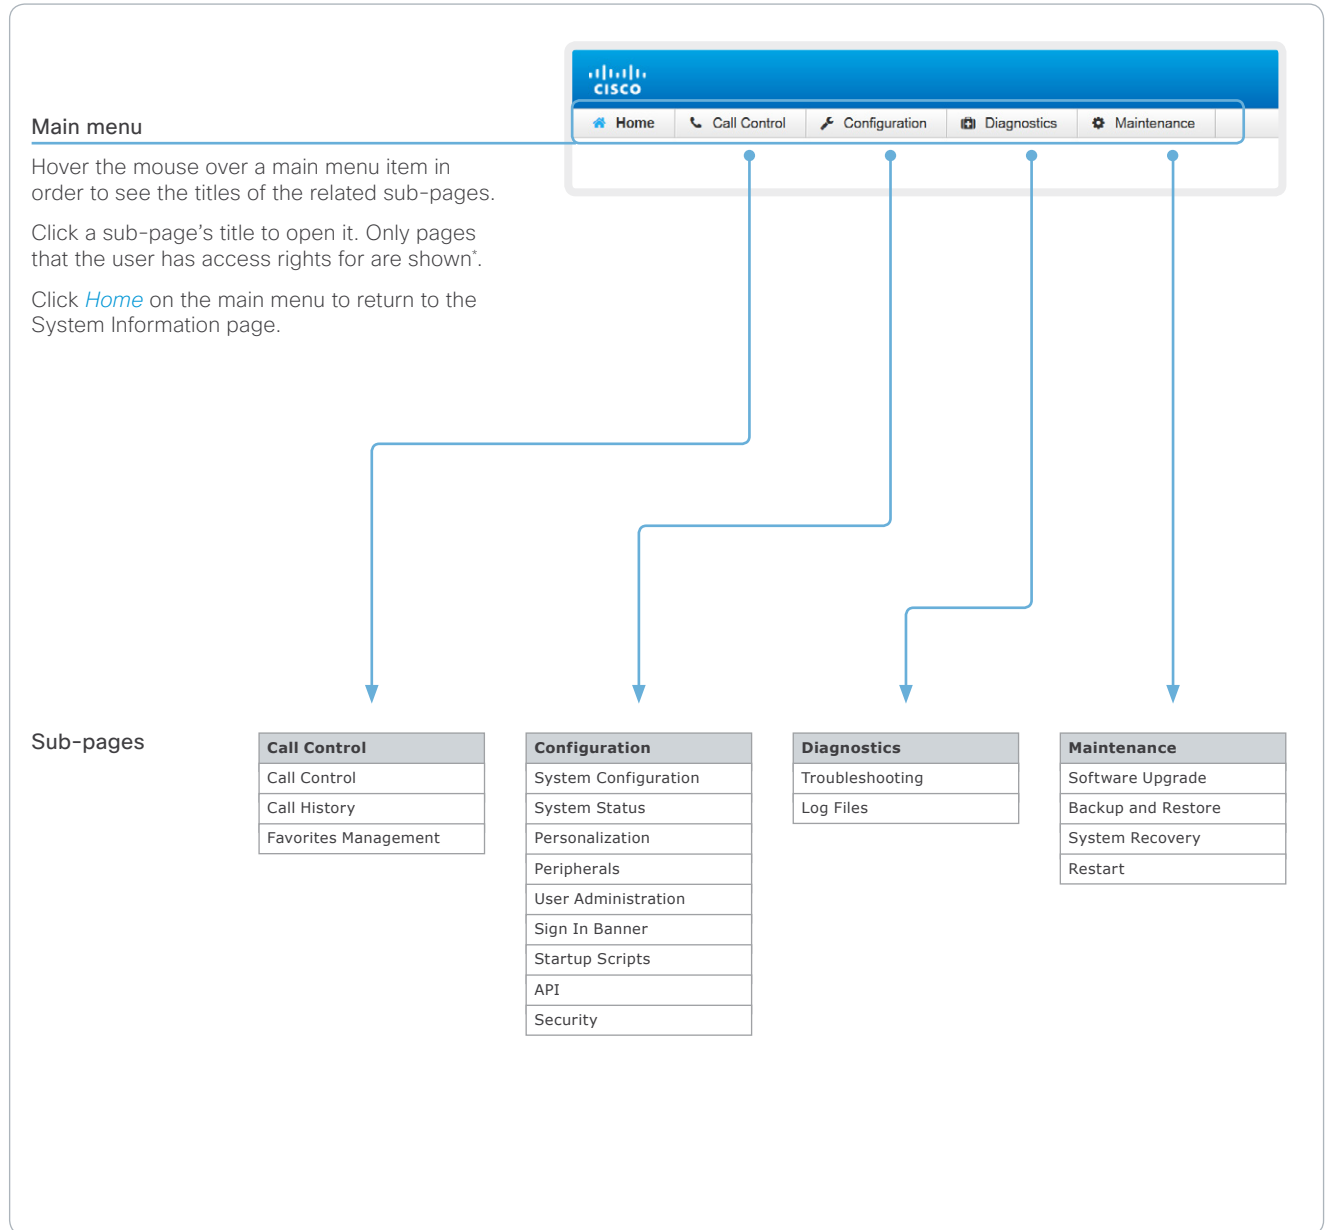 CISCO
Home Call Control Configuration Diagnostics Maintenance
Main menu
Hover the mouse over a main menu item in
order to see the titles of the related sub-pages.
Click a sub-page's title to open it. Only pages
that the user has access rights for are shown*.
Click Home on the main menu to return to the
System Information page.
Sub-pages
Call Control
Call Control
Call History
Favorites Management
Configuration
System Configuration
System Status
Personalization
Peripherals
User Administration
Sign In Banner
Startup Scripts
API
Security
Diagnostics
Troubleshooting
Log Files
Maintenance
Software Upgrade
Backup and Restore
System Recovery
Restart